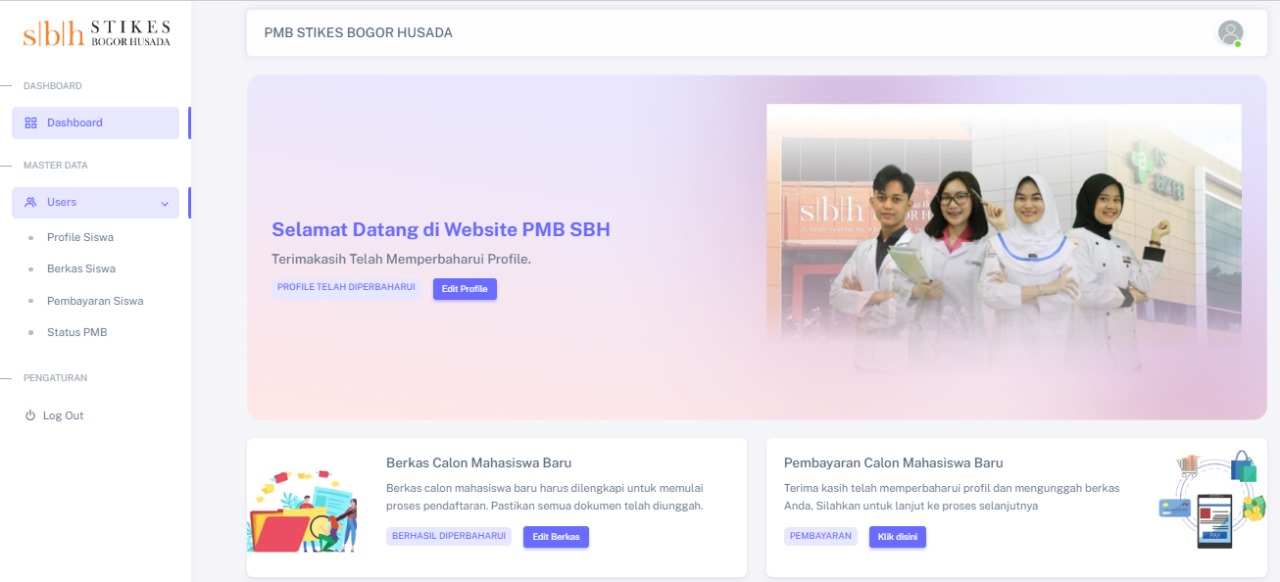 s|b|h STIKES
BOGOR HUSADA
PMB STIKES BOGOR HUSADA
DASHBOARD
Dashboard
MASTER DATA
Users
Profile Siswa
Berkas Siswa
Pembayaran Siswa
Status PMB
PENGATURAN
Log Out
Selamat Datang di Website PMB SBH
Terimakasih Telah Memperbaharui Profile.
PROFILE TELAH DIPERBAHARUI
Edit Profile
s|b|h
Berkas Calon Mahasiswa Baru
Berkas calon mahasiswa baru harus dilengkapi untuk memulai
proses pendaftaran. Pastikan semua dokumen telah diunggah.
BERHASIL DIPERBAHARUI
Edit Berkas
Pembayaran Calon Mahasiswa Baru
Terima kasih telah memperbaharui profil dan mengunggah berkas
Anda, Silahkan untuk lanjut ke proses selanjutnya
PEMBAYARAN
Klik disini
PAY